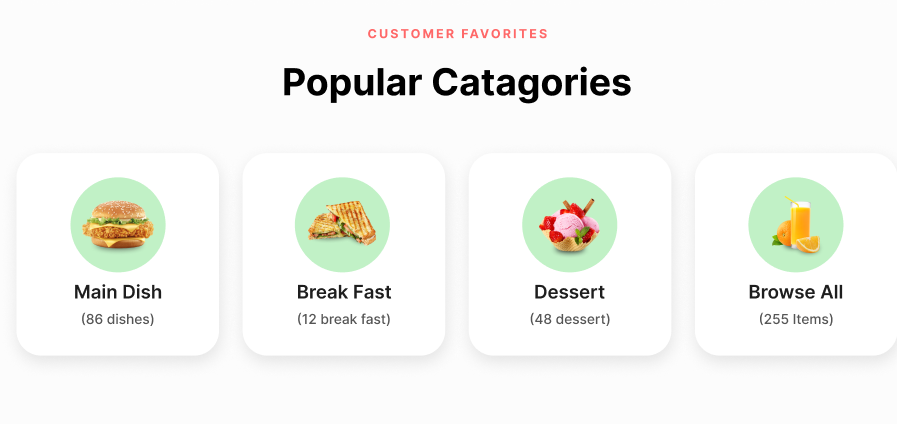 CUSTOMER FAVORITES
Popular Catagories
Main Dish
(86 dishes)
Break Fast
(12 break fast)
Dessert
(48 dessert)
Browse All
(255 Items)